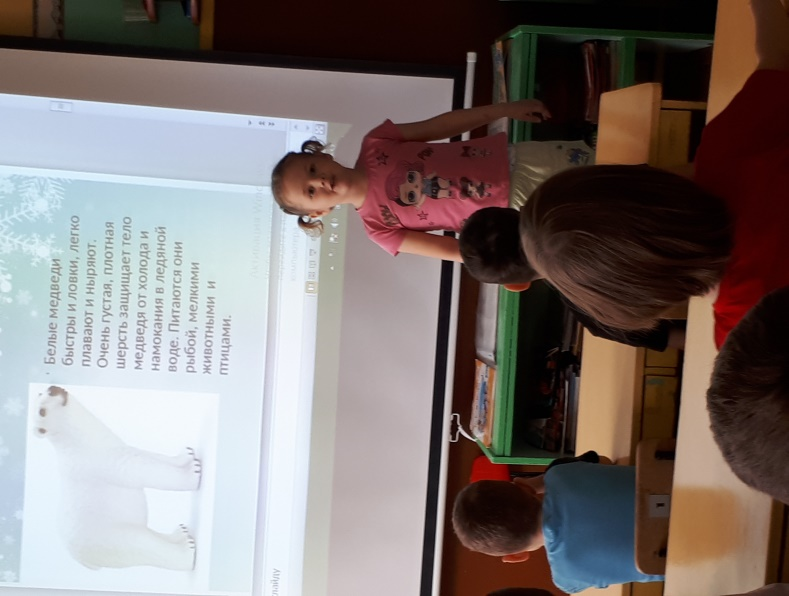 Белые медведи
быстры и ловки, легко
плавают и ныряют.
Очень густая, плотная
шерсть защищает тело
медведя от холода и
намокания в ледяной
воде. Питаются они
рыбой, мелкими
животными и
птицами.